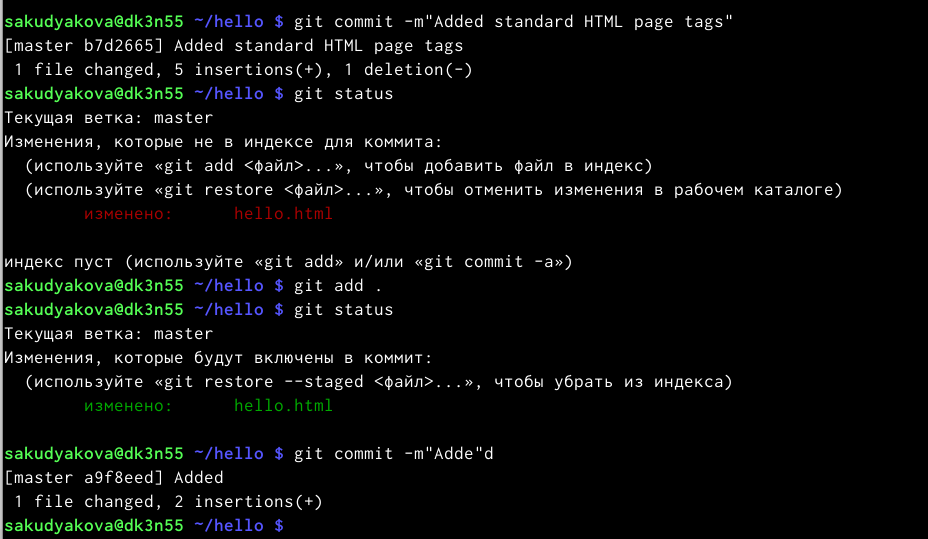 sakudyakova@dk3n55 ~/hello $ git commit -m"Added standard HTML page tags"
[master b7d2665] Added standard HTML page tags
 1 file changed, 5 insertions(+), 1 deletion(-)
sakudyakova@dk3n55 ~/hello $ git status
Текущая ветка: master
Изменения, которые не в индексе для коммита:
  (используйте «git add <файл>...», чтобы добавить файл в индекс)
  (используйте «git restore <файл>...», чтобы отменить изменения в рабочем каталоге)
        изменено:      hello.html
индекс пуст (используйте «git add» и/или «git commit -a»)
sakudyakova@dk3n55 ~/hello $ git add .
sakudyakova@dk3n55 ~/hello $ git status
Текущая ветка: master
Изменения, которые будут включены в коммит:
  (используйте «git restore --staged <файл>...», чтобы убрать из индекса)
        изменено:      hello.html
sakudyakova@dk3n55 ~/hello $ git commit -m"Adde"d
[master a9f8eed] Added
 1 file changed, 2 insertions(+)
sakudyakova@dk3n55 ~/hello $